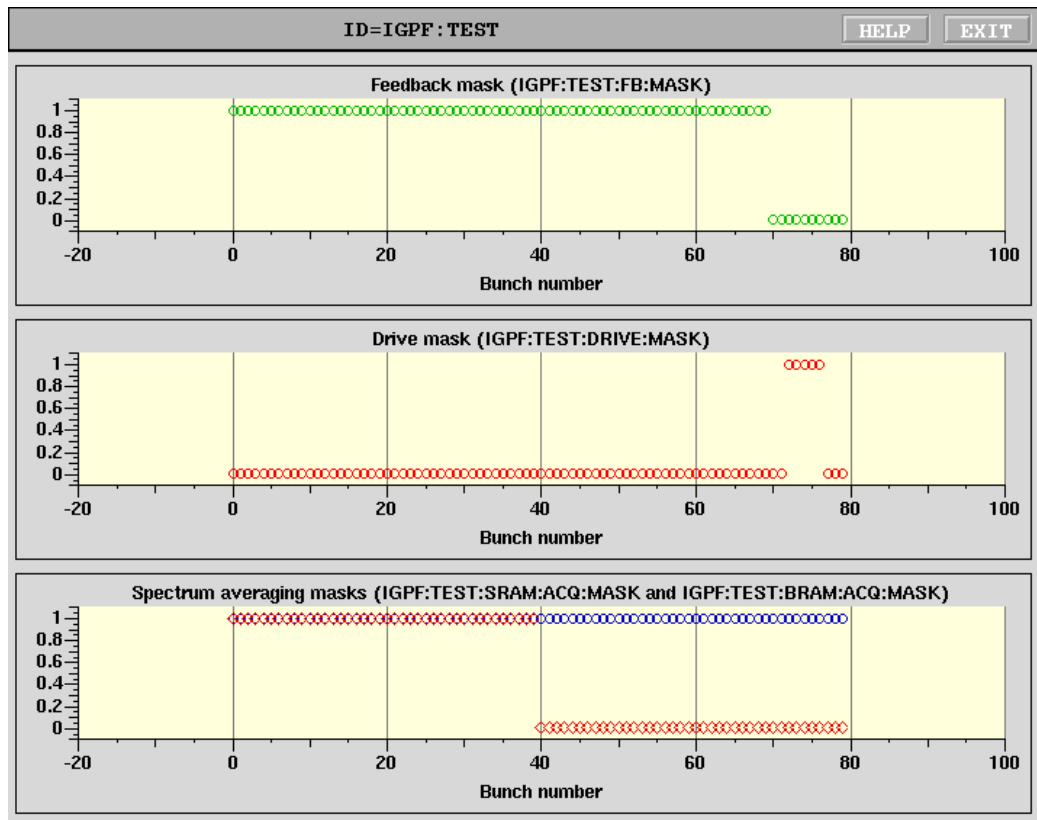 ID=IGPF:TEST
HELP
EXIT
Feedback mask (IGPF:TEST:FB:MASK)
1
0.8
0.6
0.4
0.2
0
-20 0 20 40 60 80 100
Bunch number
Drive mask (IGPF:TEST:DRIVE:MASK)
1
0.8
0.6
0.4
0.2
0
-20 0 20 40 60 80 100
Bunch number
Spectrum averaging masks (IGPF:TEST:SRAM:ACQ:MASK and IGPF:TEST:BRAM:ACQ:MASK)
1
0.8
0.6
0.4
0.2
0
-20 0 20 40 60 80 100
Bunch number